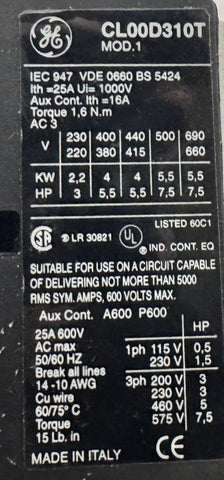 GE CL00D310T
MOD.1
IEC 947 VDE 0660 BS 5424
Ith =25A Ui= 1000V
Aux Cont. Ith =16A
Torque 1,6 N.m
AC 3
V 230 400 440 500 690
220 380 415 660
KW 2,2 4 4 5,5 5,5
HP 3 5,5 5,5 7,5 7,5
LISTED 60C1
SA ® LR 30821 UL ® IND. CONT. EQ
SUITABLE FOR USE ON A CIRCUIT CAPABLE
OF DELIVERING NOT MORE THAN 5000
RMS SYM. AMPS, 600 VOLTS MAX.
Aux Cont. A600 P600
25A 600V HP
AC max 1ph 115 V 0,5
50/60 HZ 230 V 1,5
Break all lines 3ph 200 V 3
14 -10 AWG 230 V 3
Cu wire 460 V 5
60/75° C 575 V 7,5
Torque
15 Lb. in
MADE IN ITALY CE